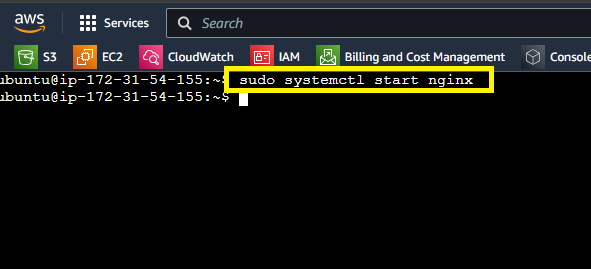 aws Services Search
S3 EC2 CloudWatch IAM Billing and Cost Management Console
ubuntu@ip-172-31-54-155:~$ sudo systemctl start nginx
ubuntu@ip-172-31-54-155:~$